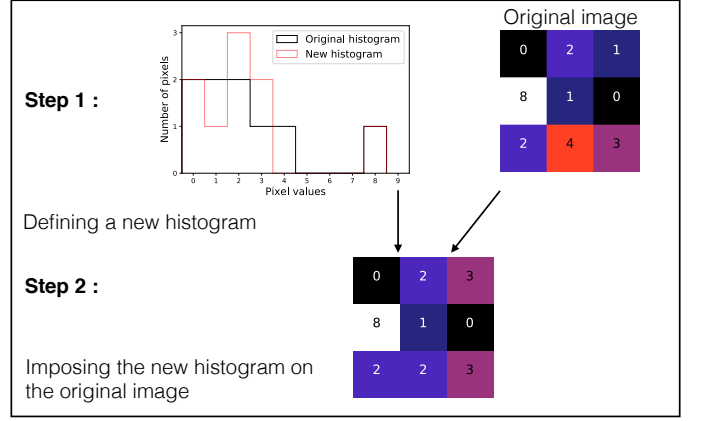 Original image
Original histogram
New histogram
Number of pixels
3
2
1
0
0 1 2 3 4 5 6 7 8 9
Pixel values
Step 1 :
0 2 1
8 1 0
2 4 3
Defining a new histogram
Step 2 :
0 2 3
8 1 0
2 2 3
Imposing the new histogram on
the original image